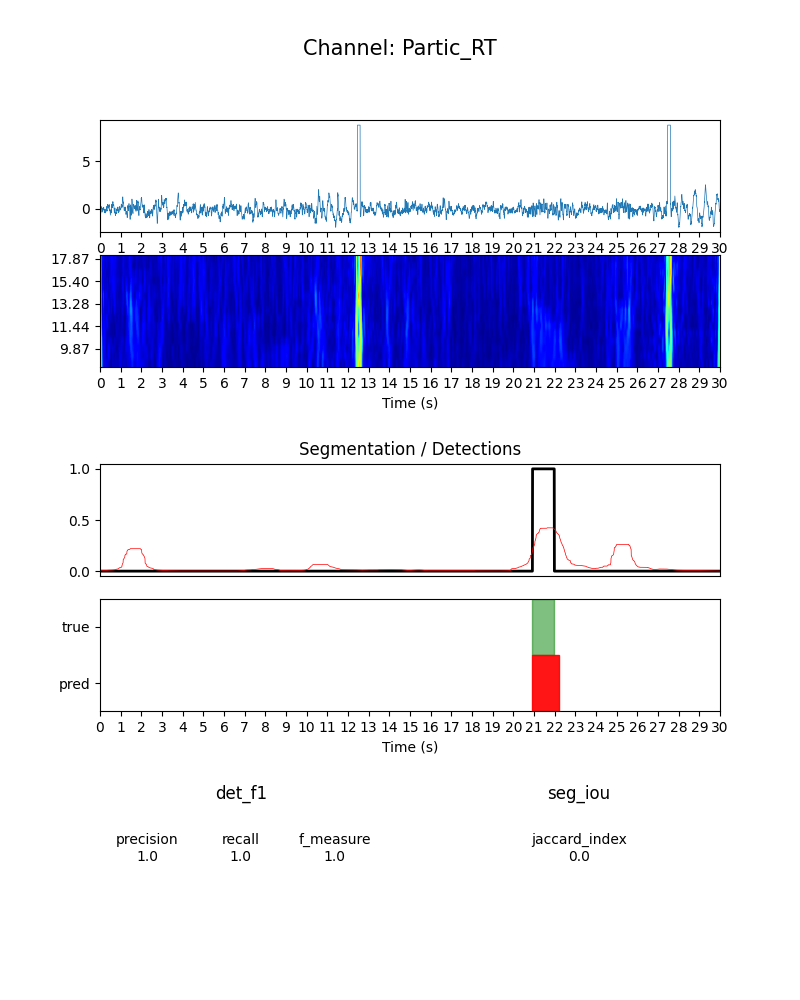 Channel: Partic_RT
5
0
0 1 2 3 4 5 6 7 8 9 10 11 12 13 14 15 16 17 18 19 20 21 22 23 24 25 26 27 28 29 30
17.87
15.40
13.28
11.44
9.87
0 1 2 3 4 5 6 7 8 9 10 11 12 13 14 15 16 17 18 19 20 21 22 23 24 25 26 27 28 29 30
Time (s)
Segmentation / Detections
1.0
0.5
0.0
true
pred
0 1 2 3 4 5 6 7 8 9 10 11 12 13 14 15 16 17 18 19 20 21 22 23 24 25 26 27 28 29 30
Time (s)
det_f1 seg_iou
precision recall f_measure jaccard_index
1.0 1.0 1.0 0.0